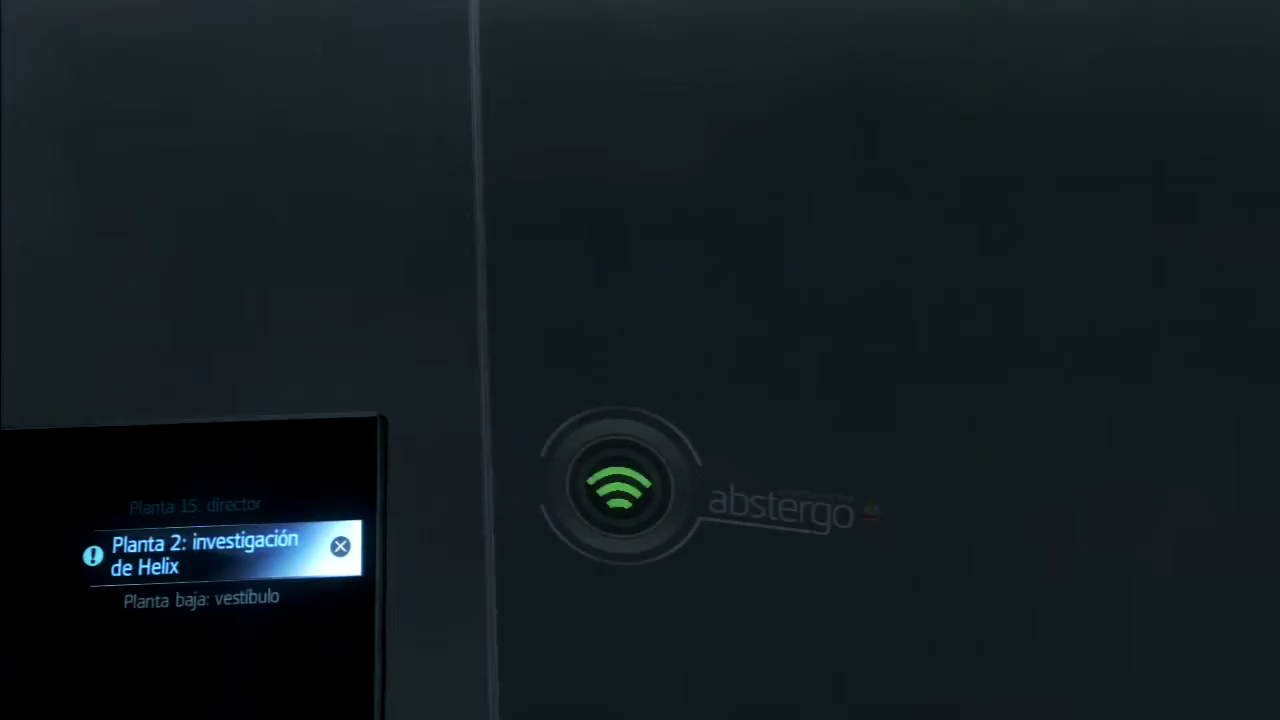 Planta 15: director
Planta 2: investigación
de Helix
Planta baja: vestíbulo
abstergo